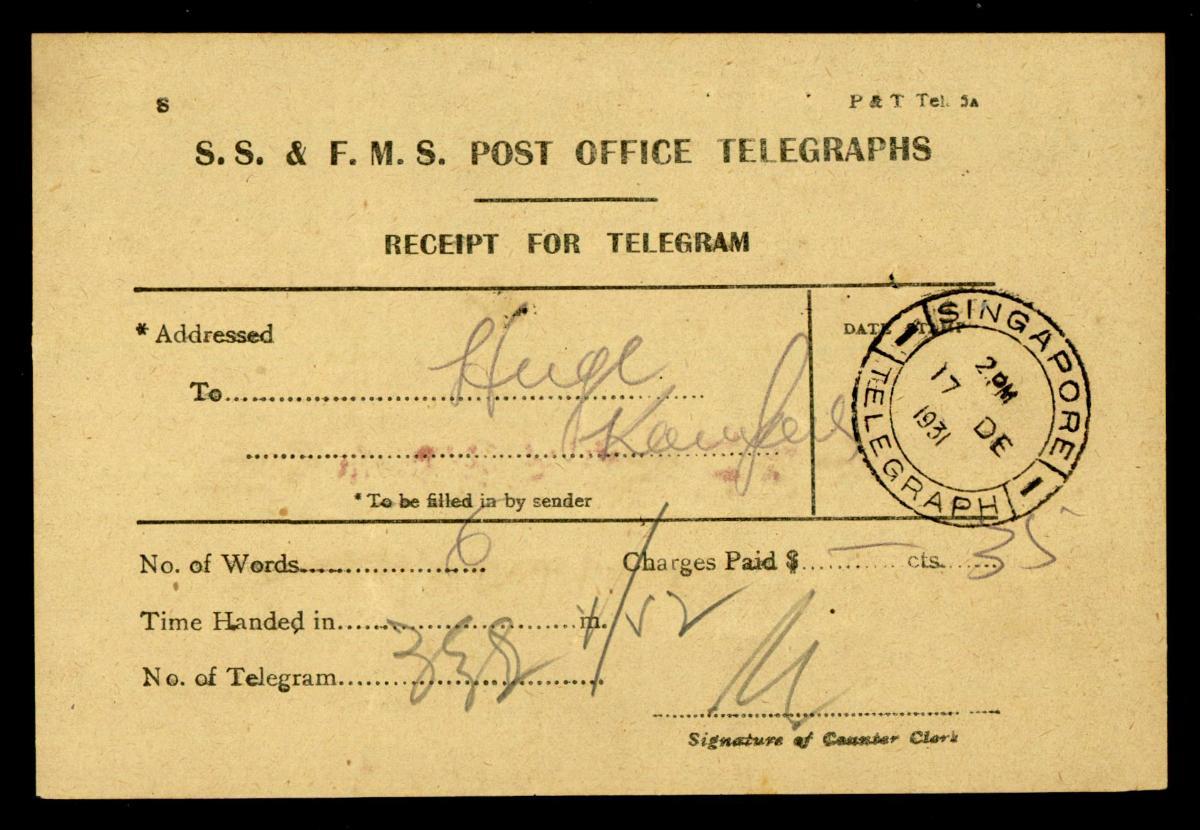 S
P & T Tel. 5A
S. S. & F. M. S. POST OFFICE TELEGRAPHS
RECEIPT FOR TELEGRAM
* Addressed
To
* To be filled in by sender
DATE STAMP
SINGAPORE
TELEGRAPH
2.PM
17 DE
1931
No. of Words 6
Charges Paid $ — cts. 35
Time Handed in m.
No. of Telegram
Signature of Counter Clerk